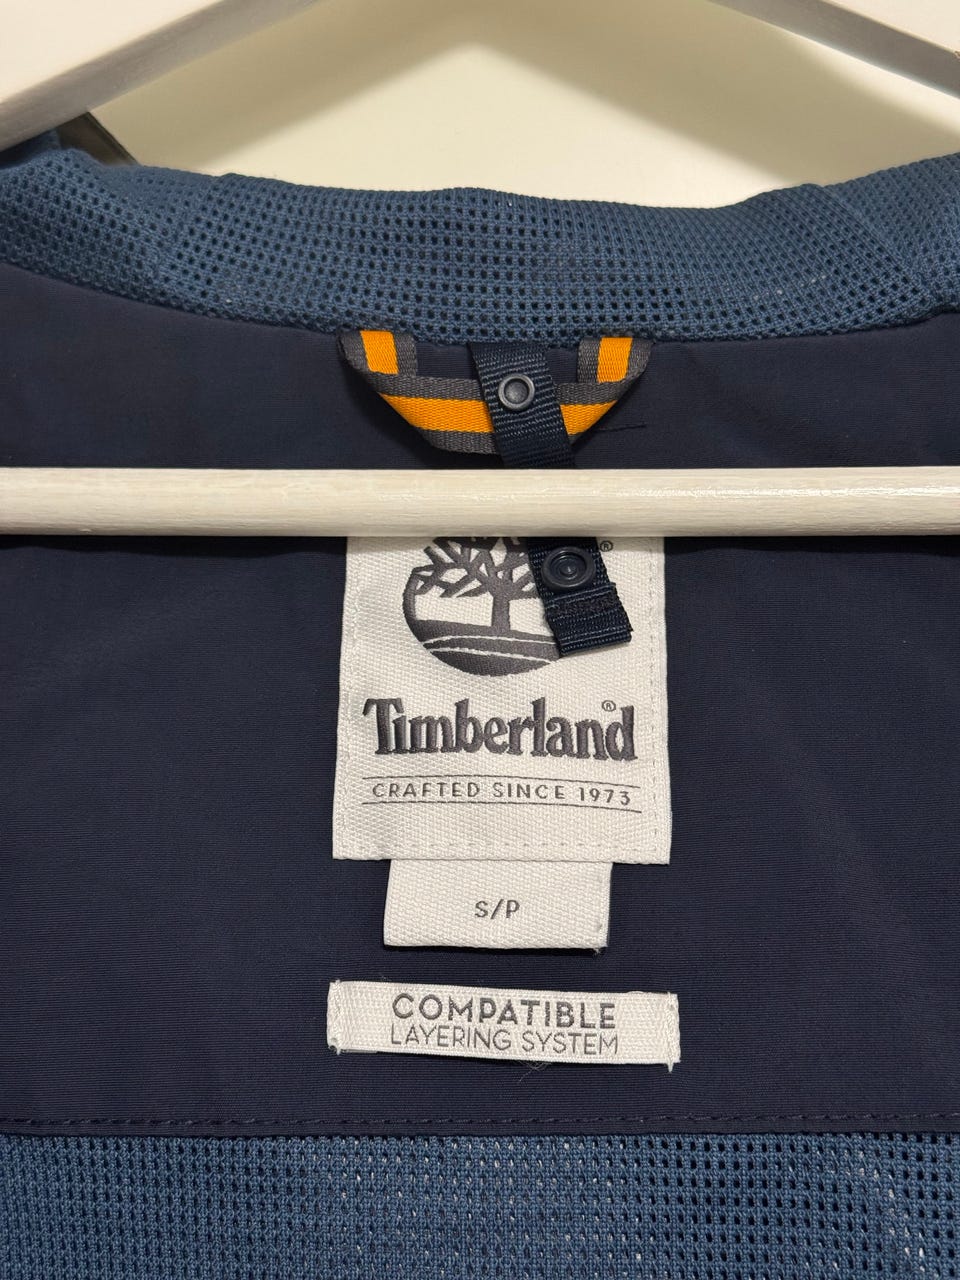 ®
Timberland®
CRAFTED SINCE 1973
S/P
COMPATIBLE
LAYERING SYSTEM